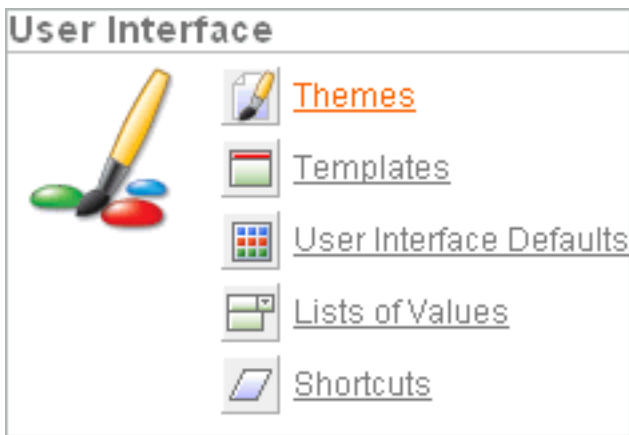 User Interface
Themes
Templates
User Interface Defaults
Lists of Values
Shortcuts